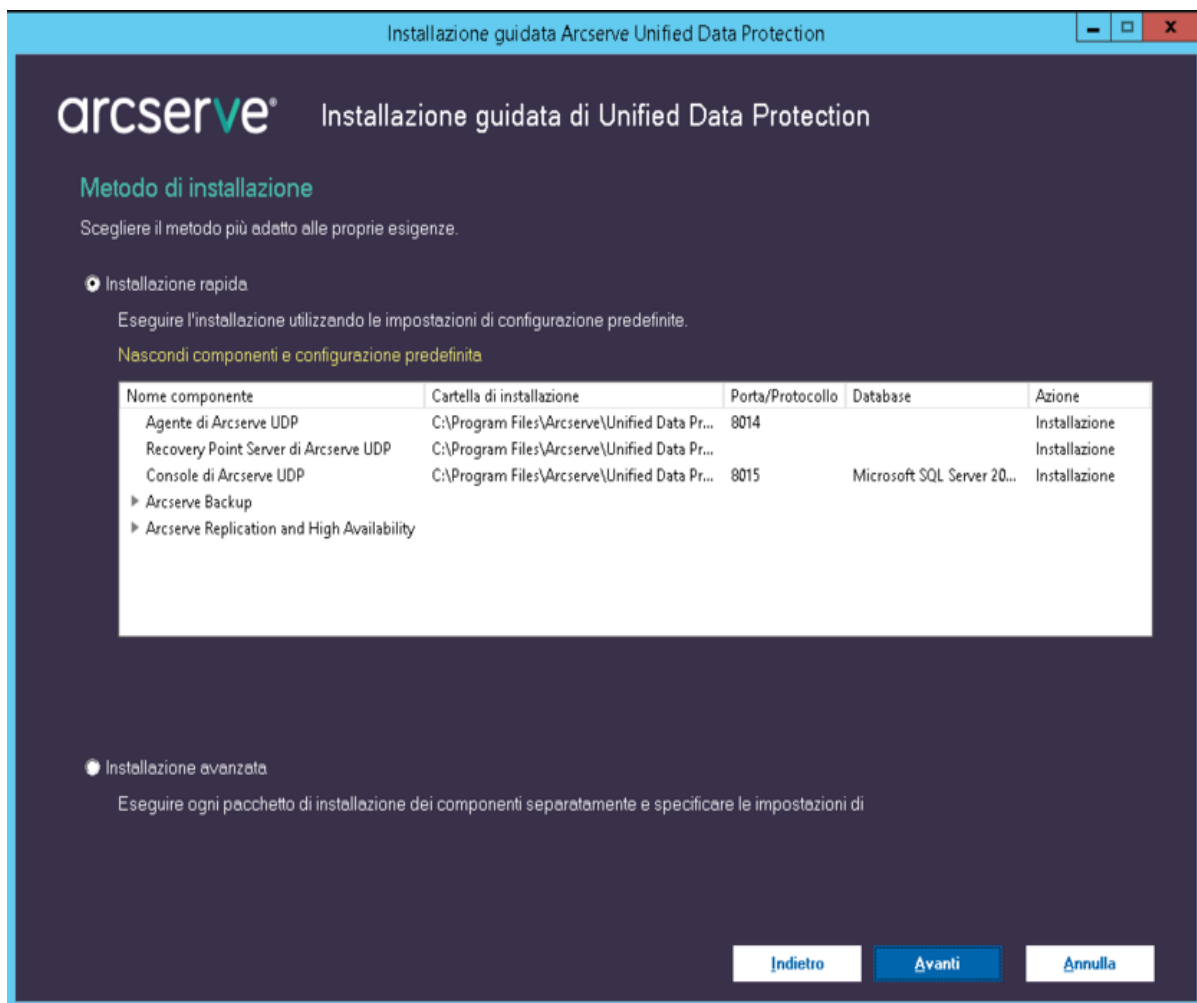 Installazione guidata Arcserve Unified Data Protection
arcserve® Installazione guidata di Unified Data Protection
Metodo di installazione
Scegliere il metodo più adatto alle proprie esigenze.
Installazione rapida
Eseguire l'installazione utilizzando le impostazioni di configurazione predefinite.
Nascondi componenti e configurazione predefinita
Nome componente Cartella di installazione Porta/Protocollo Database Azione
Agente di Arcserve UDP C:\Program Files\Arcserve\Unified Data Pr... 8014 Installazione
Recovery Point Server di Arcserve UDP C:\Program Files\Arcserve\Unified Data Pr... Installazione
Console di Arcserve UDP C:\Program Files\Arcserve\Unified Data Pr... 8015 Microsoft SQL Server 20... Installazione
Arcserve Backup
Arcserve Replication and High Availability
Installazione avanzata
Eseguire ogni pacchetto di installazione dei componenti separatamente e specificare le impostazioni di
Indietro Avanti Annulla